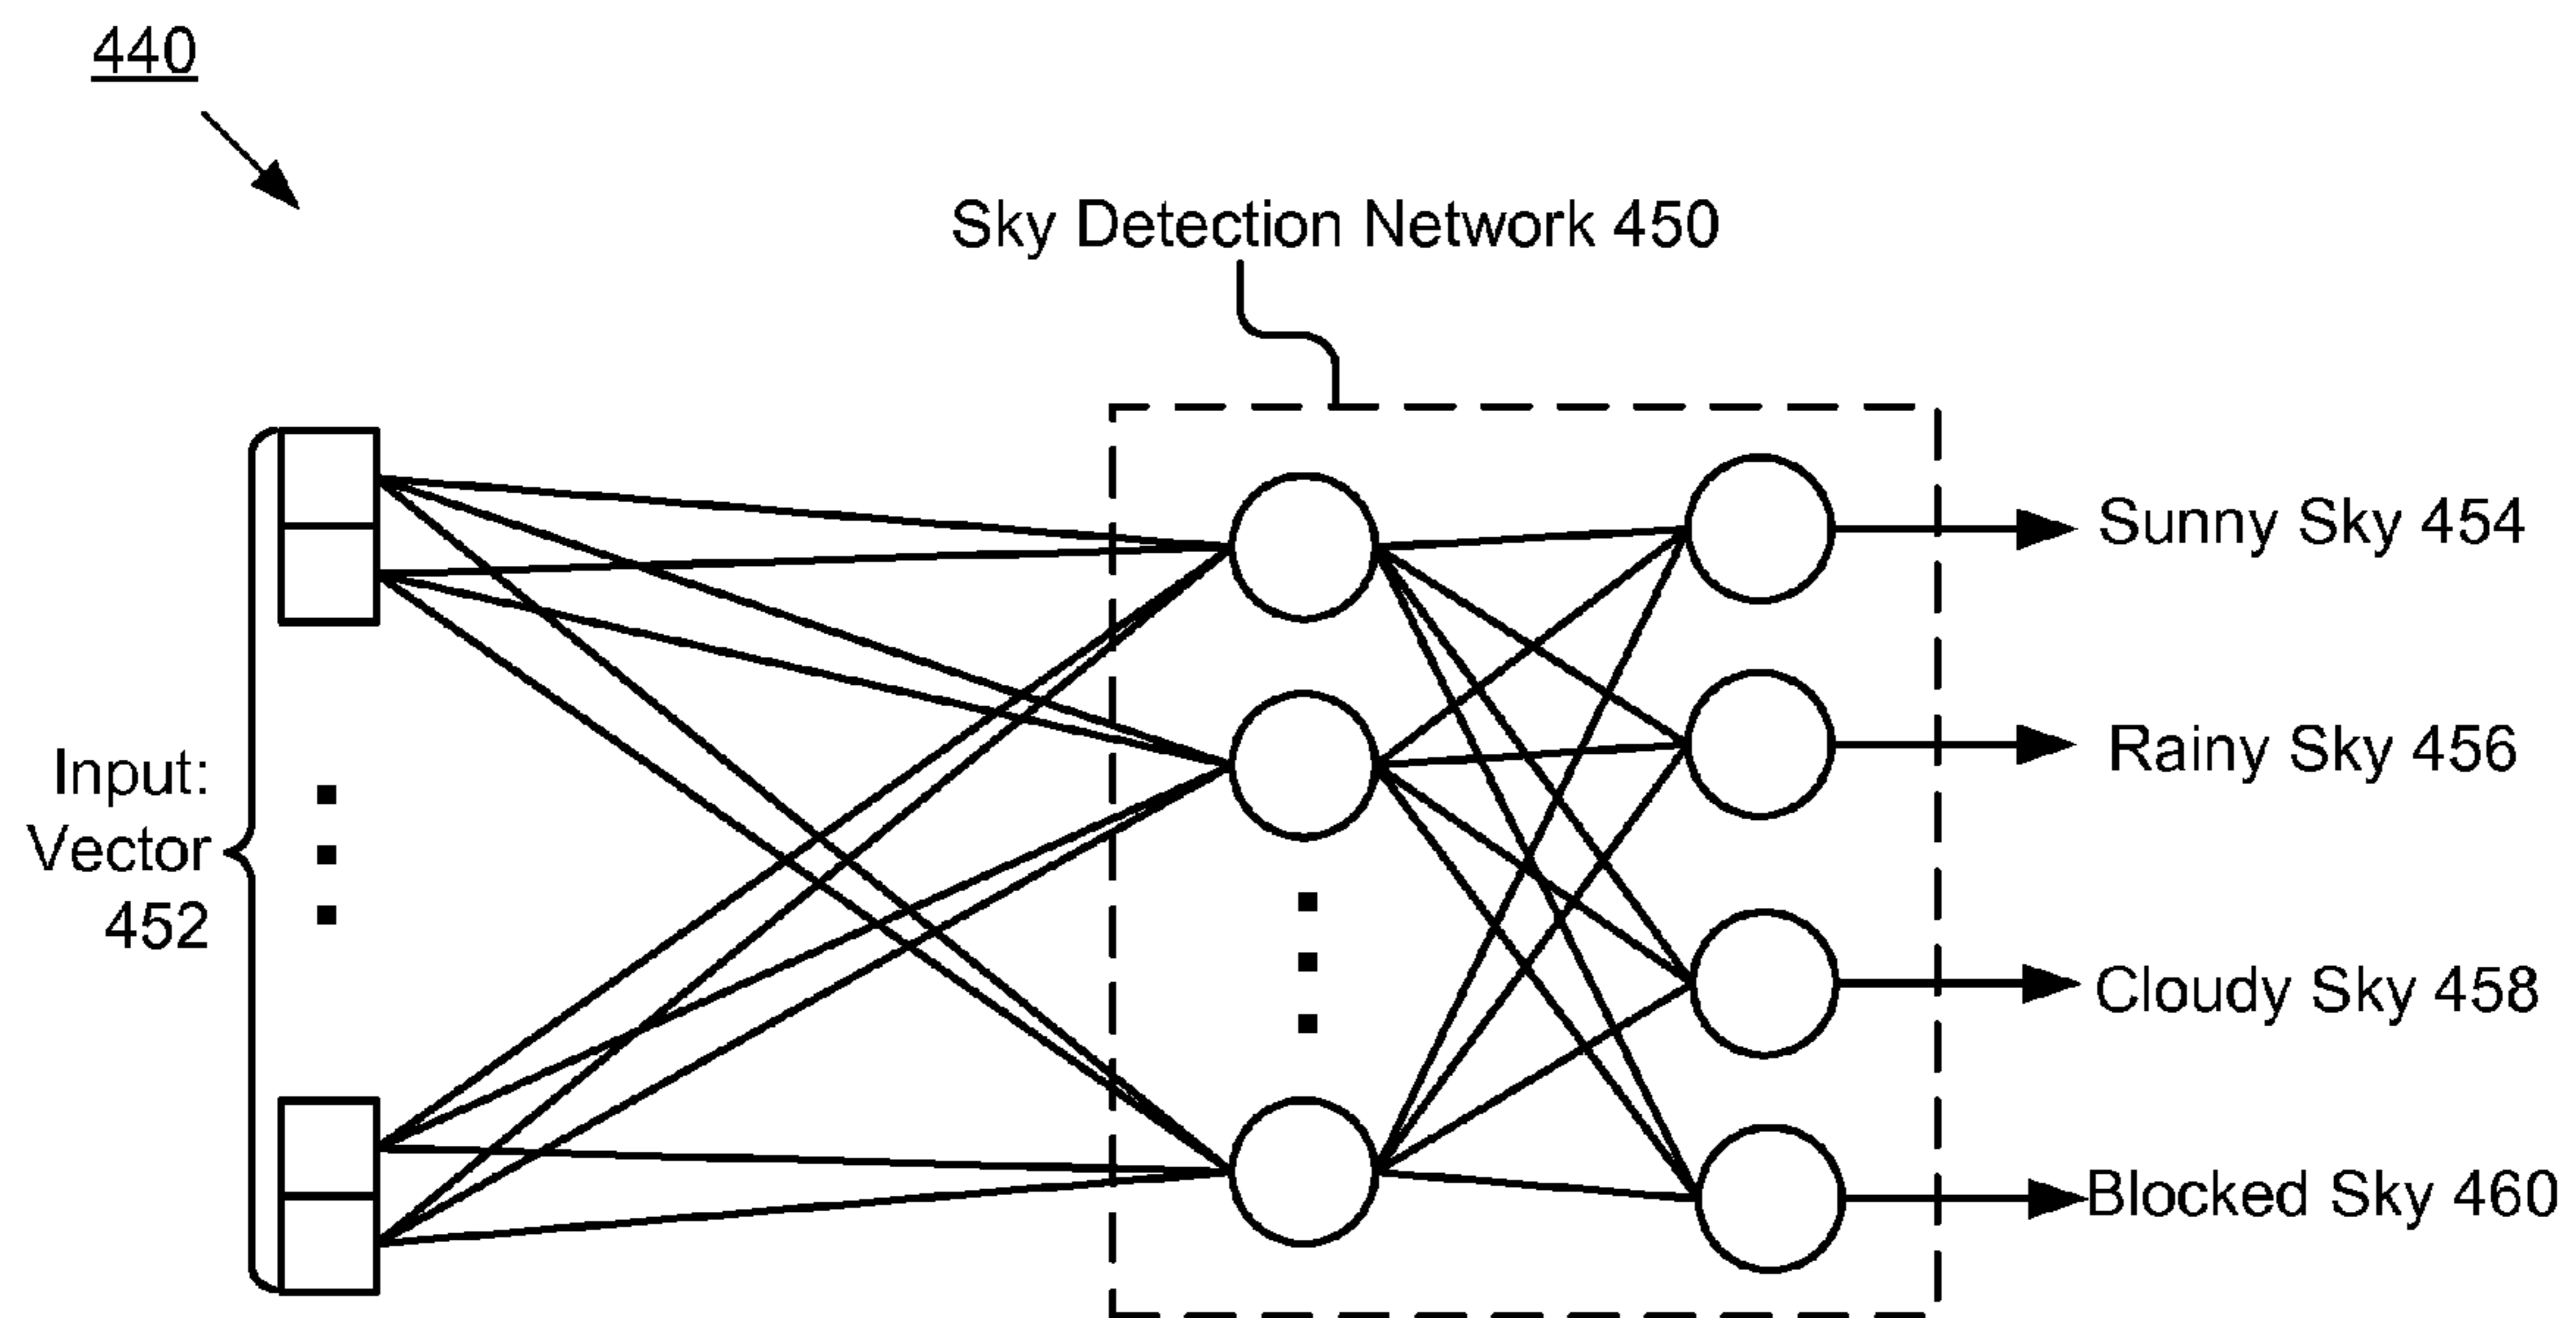 440
Sky Detection Network 450
Input:
Vector
452
Sunny Sky 454
Rainy Sky 456
Cloudy Sky 458
Blocked Sky 460